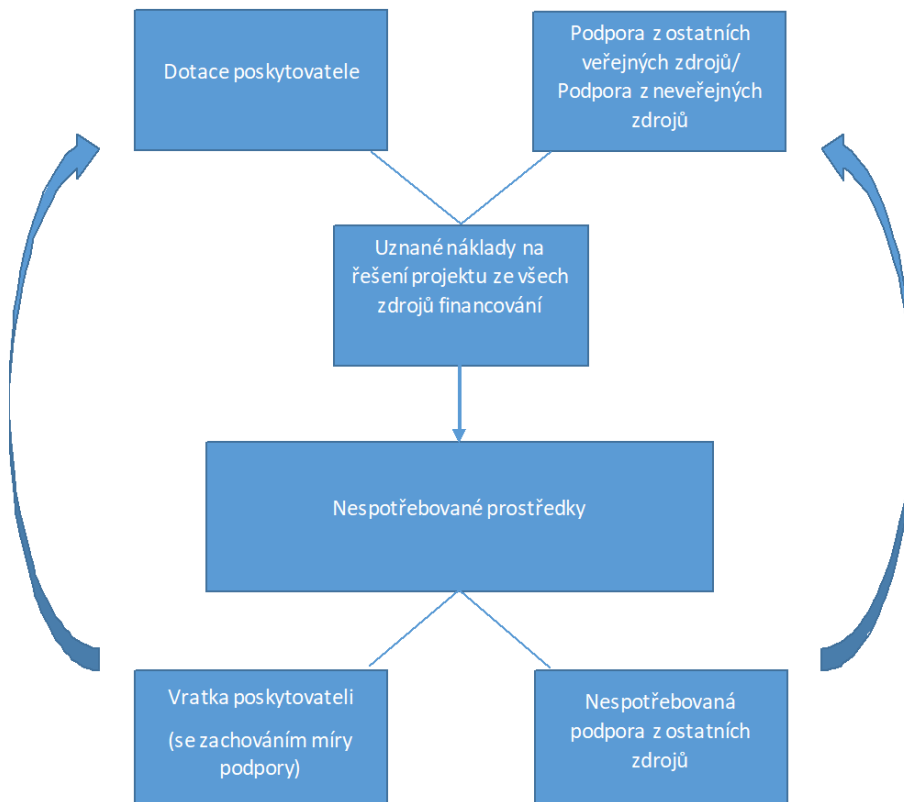 Dotace poskytovatele
Podpora z ostatních
veřejných zdrojů/
Podpora z neveřejných
zdrojů
Uznané náklady na
řešení projektu ze všech
zdrojů financování
Nespotřebované prostředky
Vratka poskytovateli
(se zachováním míry
podpory)
Nespotřebovaná
podpora z ostatních
zdrojů